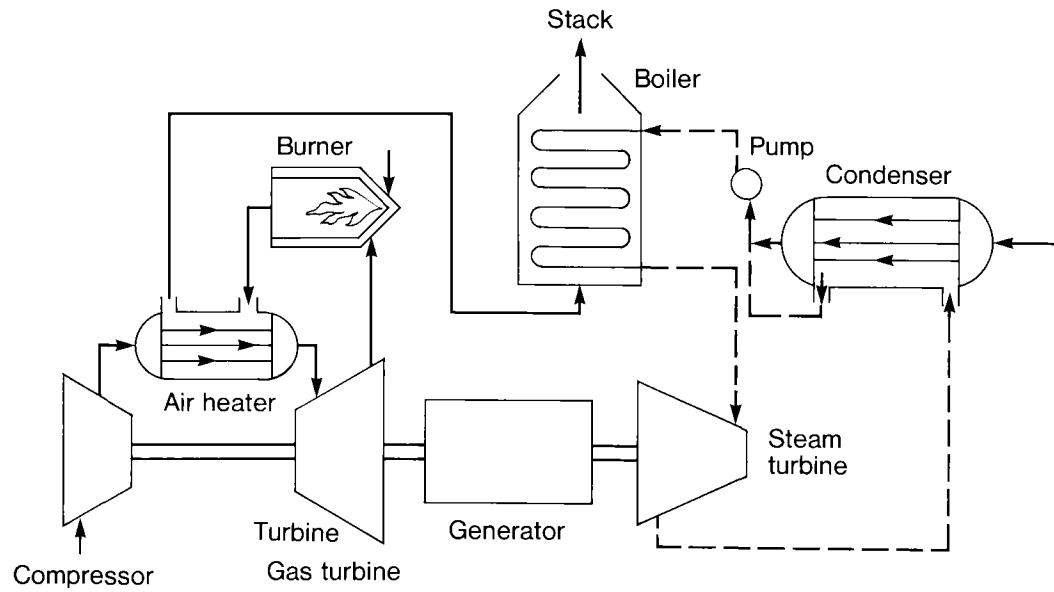 Stack
Boiler
Burner
Pump
Condenser
Air heater
Steam
turbine
Generator
Turbine
Gas turbine
Compressor